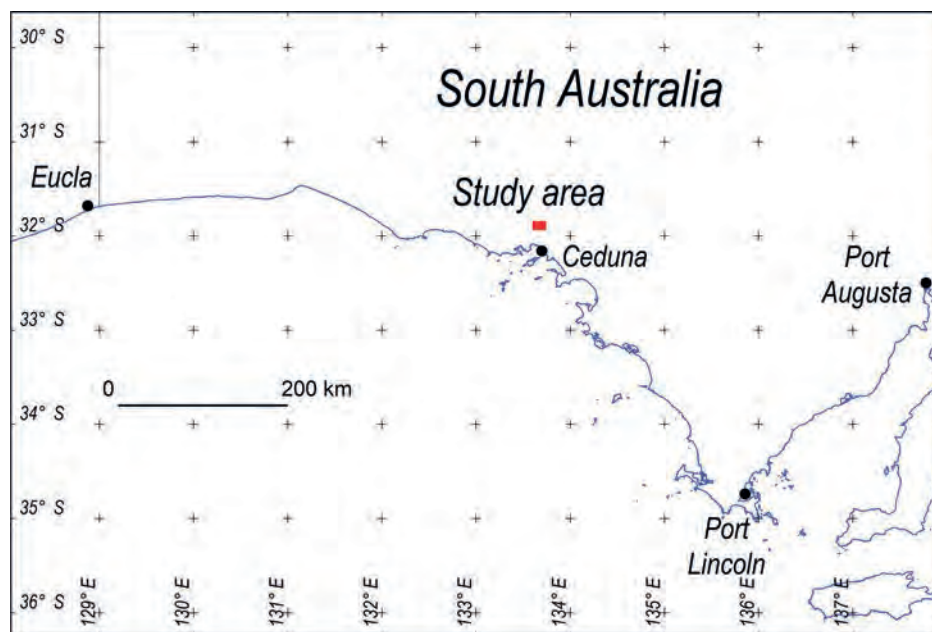 30° S
South Australia
31° S
Eucla
Study area
32° S
Ceduna
Port
Augusta
33° S
0 200 km
34° S
35° S
Port
Lincoln
36° S
129° E
130° E
131° E
132° E
133° E
134° E
135° E
136° E
137° E